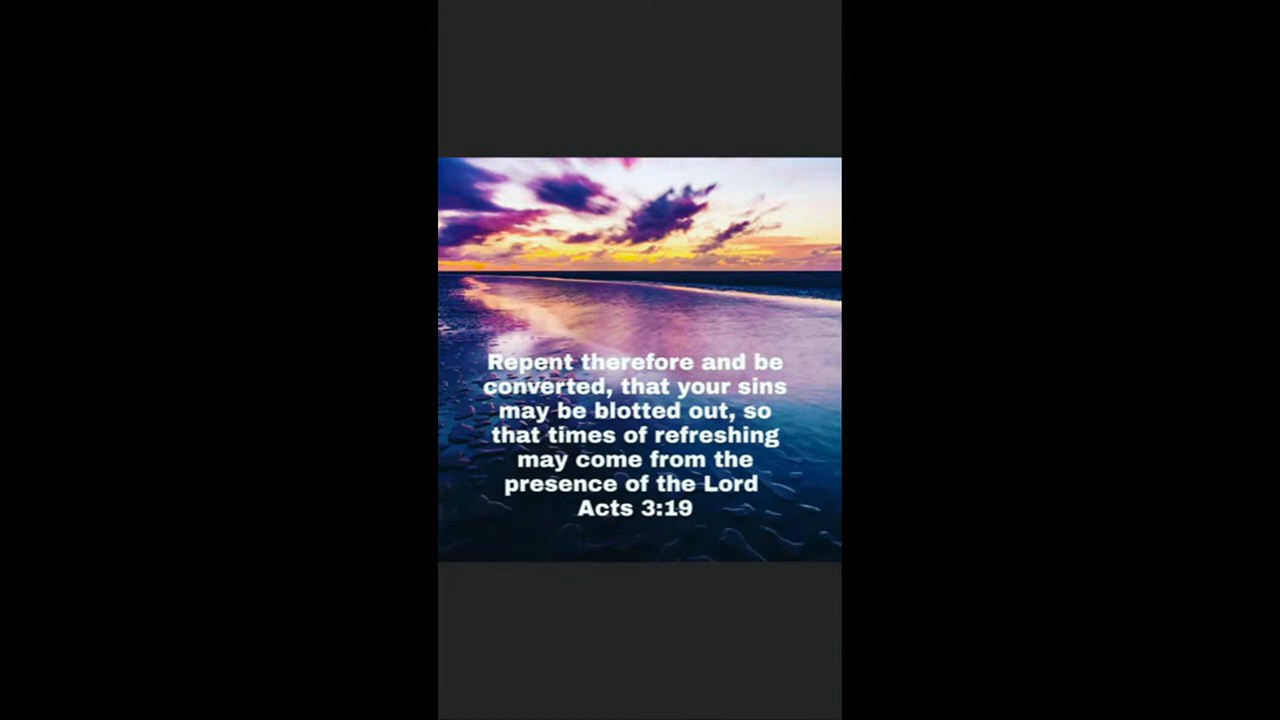 Repent therefore and be
converted, that your sins
may be blotted out, so
that times of refreshing
may come from the
presence of the Lord
Acts 3:19